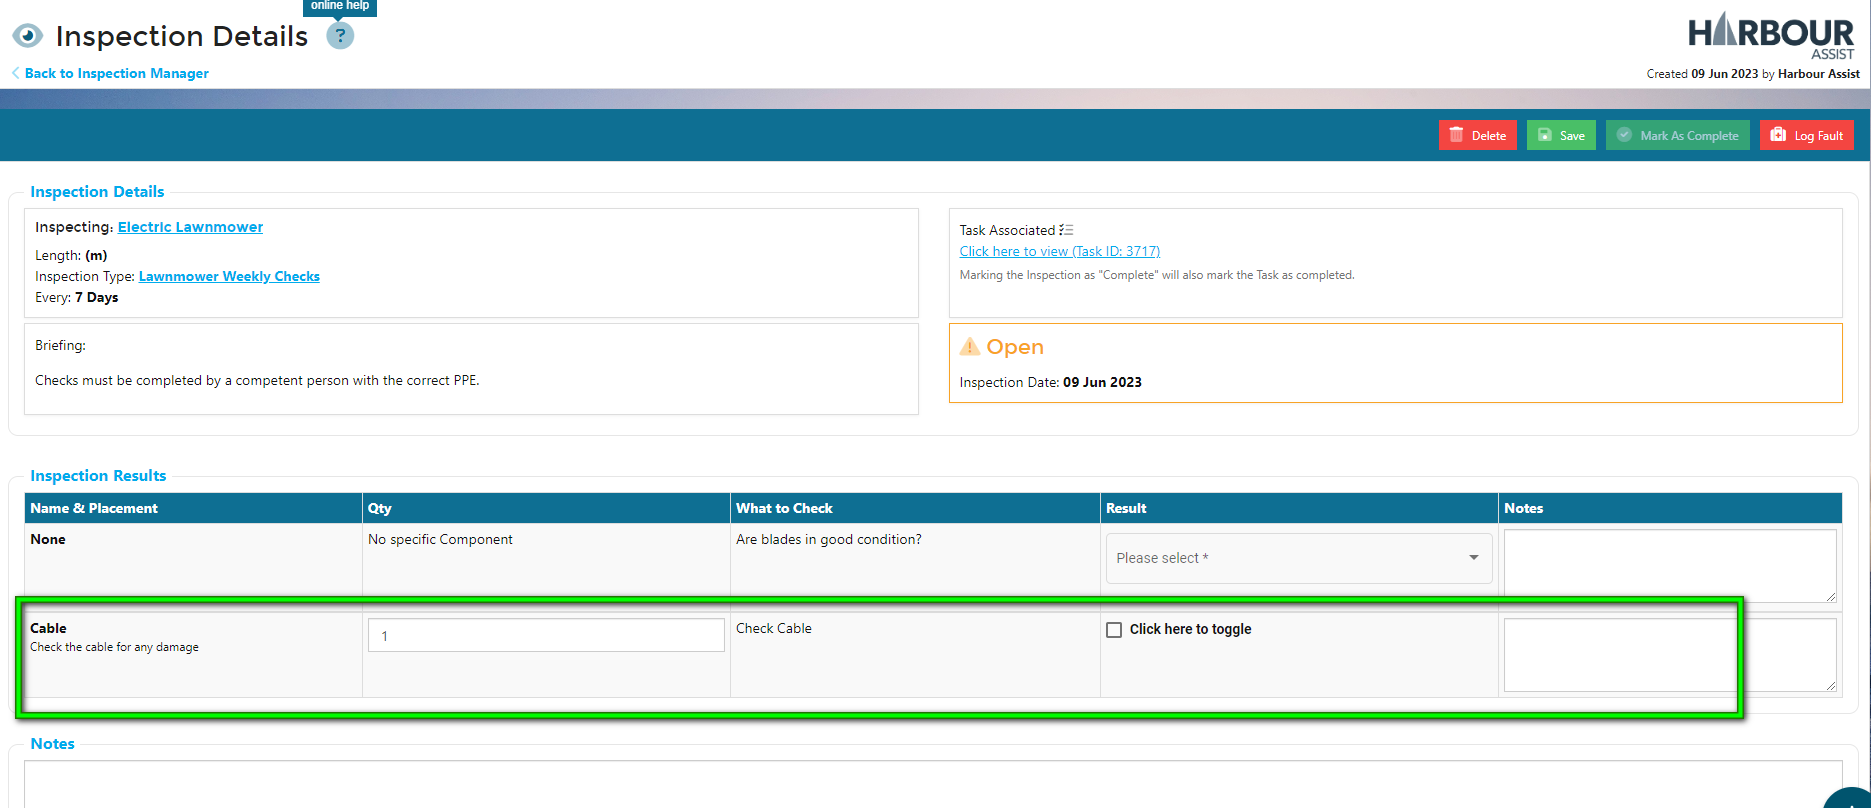 online help
Inspection Details
?
HARBOUR
ASSIST
Back to Inspection Manager
Created 09 Jun 2023 by Harbour Assist
Delete
Save
Mark As Complete
Log Fault
Inspection Details
Inspecting: Electric Lawnmower
Length: (m)
Inspection Type: Lawnmower Weekly Checks
Every: 7 Days
Task Associated
Click here to view (Task ID: 3717)
Marking the Inspection as "Complete" will also mark the Task as completed.
Briefing:
Checks must be completed by a competent person with the correct PPE.
Open
Inspection Date: 09 Jun 2023
Inspection Results
Name & Placement Qty What to Check Result Notes
None No specific Component Are blades in good condition? Please select *
Cable 1 Check Cable Click here to toggle
Check the cable for any damage
Notes